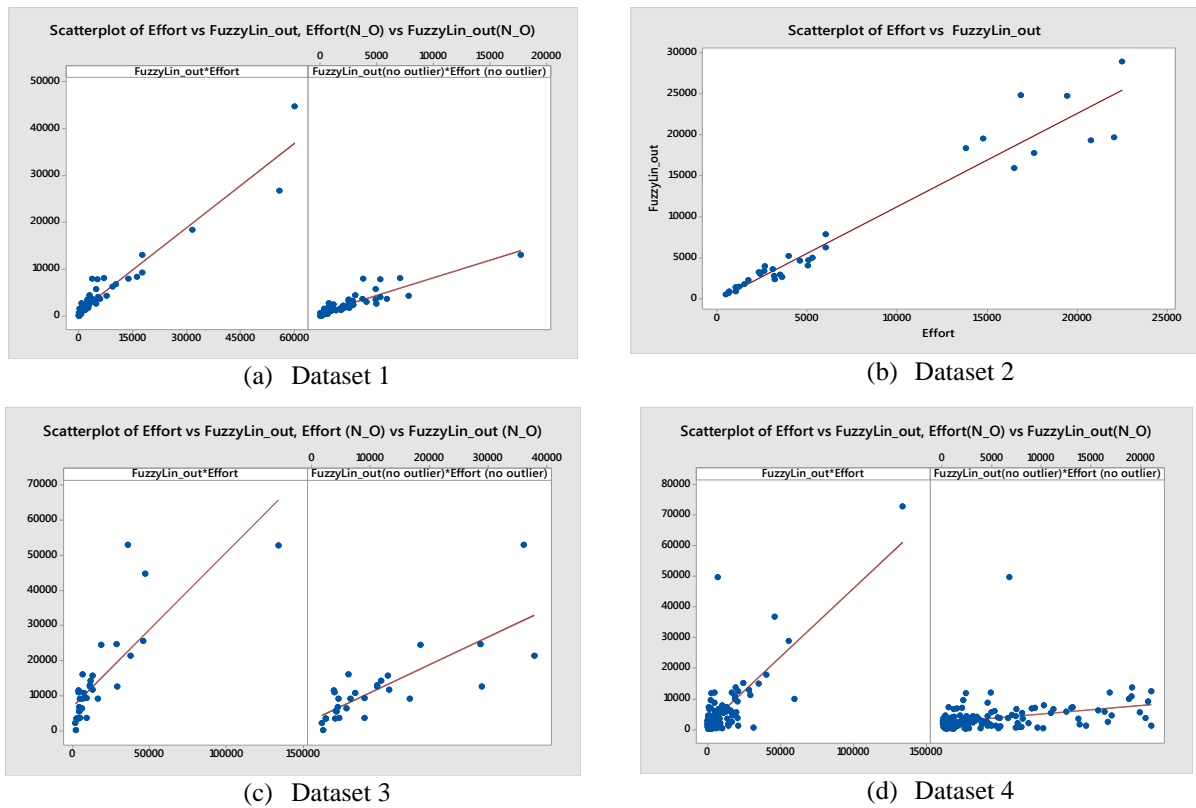 Scatterplot of Effort vs FuzzyLin_out, Effort(N_O) vs FuzzyLin_out(N_O)
0 5000 10000 15000 20000
FuzzyLin_out*Effort FuzzyLin_out(no outlier)*Effort (no outlier)
50000
40000
30000
20000
10000
0
0 15000 30000 45000 60000
(a) Dataset 1
Scatterplot of Effort vs FuzzyLin_out
30000
25000
20000
15000
10000
5000
0
FuzzyLin_out
0 5000 10000 15000 20000 25000
Effort
(b) Dataset 2
Scatterplot of Effort vs FuzzyLin_out, Effort (N_O) vs FuzzyLin_out (N_O)
0 10000 20000 30000 40000
FuzzyLin_out*Effort FuzzyLin_out(no outlier)*Effort (no outlier)
70000
60000
50000
40000
30000
20000
10000
0
0 50000 100000 150000
(c) Dataset 3
Scatterplot of Effort vs FuzzyLin_out, Effort(N_O) vs FuzzyLin_out(N_O)
0 5000 10000 15000 20000
FuzzyLin_out*Effort FuzzyLin_out(no outlier)*Effort (no outlier)
80000
70000
60000
50000
40000
30000
20000
10000
0
0 50000 100000 150000
(d) Dataset 4